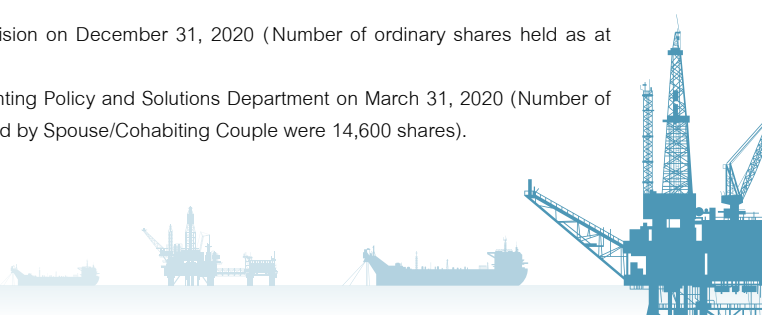 ision on December 31, 2020 (Number of ordinary shares held as at
nting Policy and Solutions Department on March 31, 2020 (Number of
d by Spouse/Cohabiting Couple were 14,600 shares).